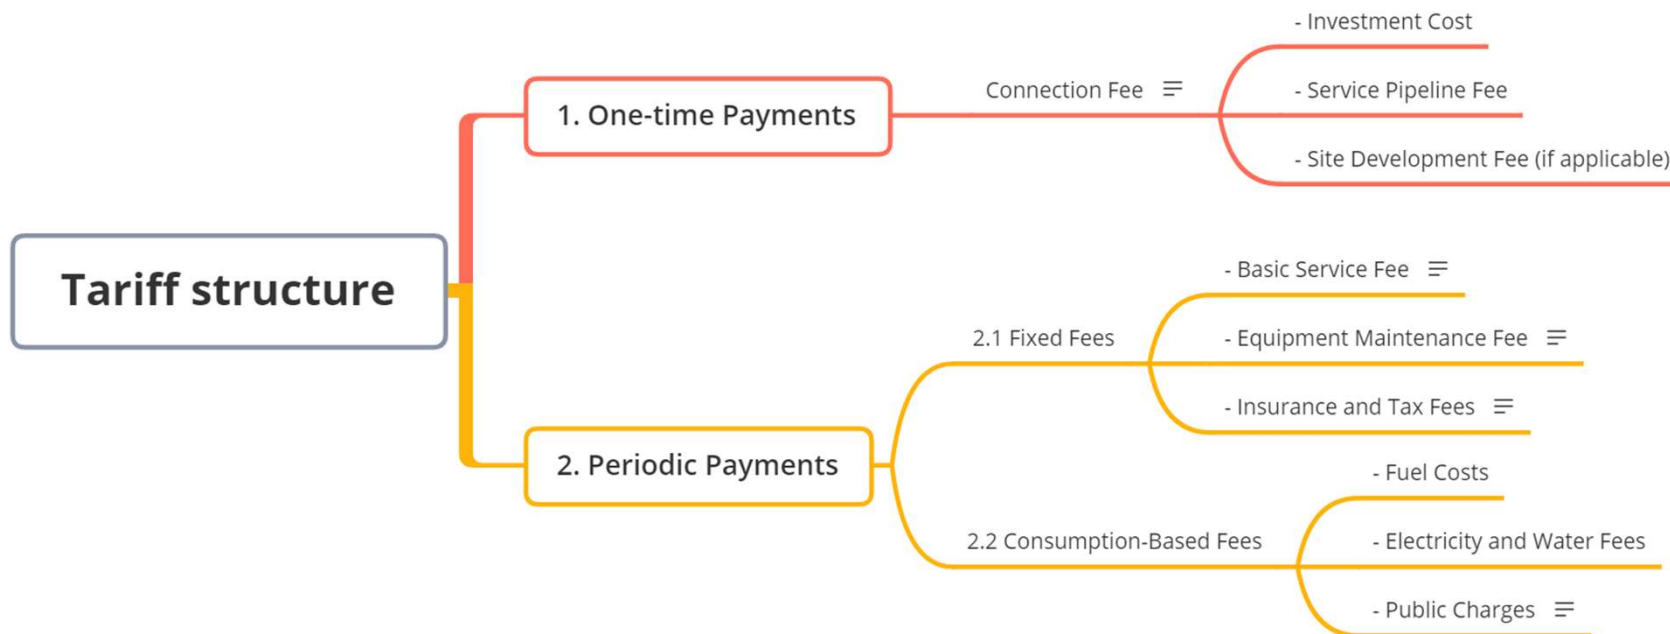 Tariff structure
1. One-time Payments
Connection Fee
- Investment Cost
- Service Pipeline Fee
- Site Development Fee (if applicable)
2. Periodic Payments
2.1 Fixed Fees
- Basic Service Fee
- Equipment Maintenance Fee
- Insurance and Tax Fees
2.2 Consumption-Based Fees
- Fuel Costs
- Electricity and Water Fees
- Public Charges